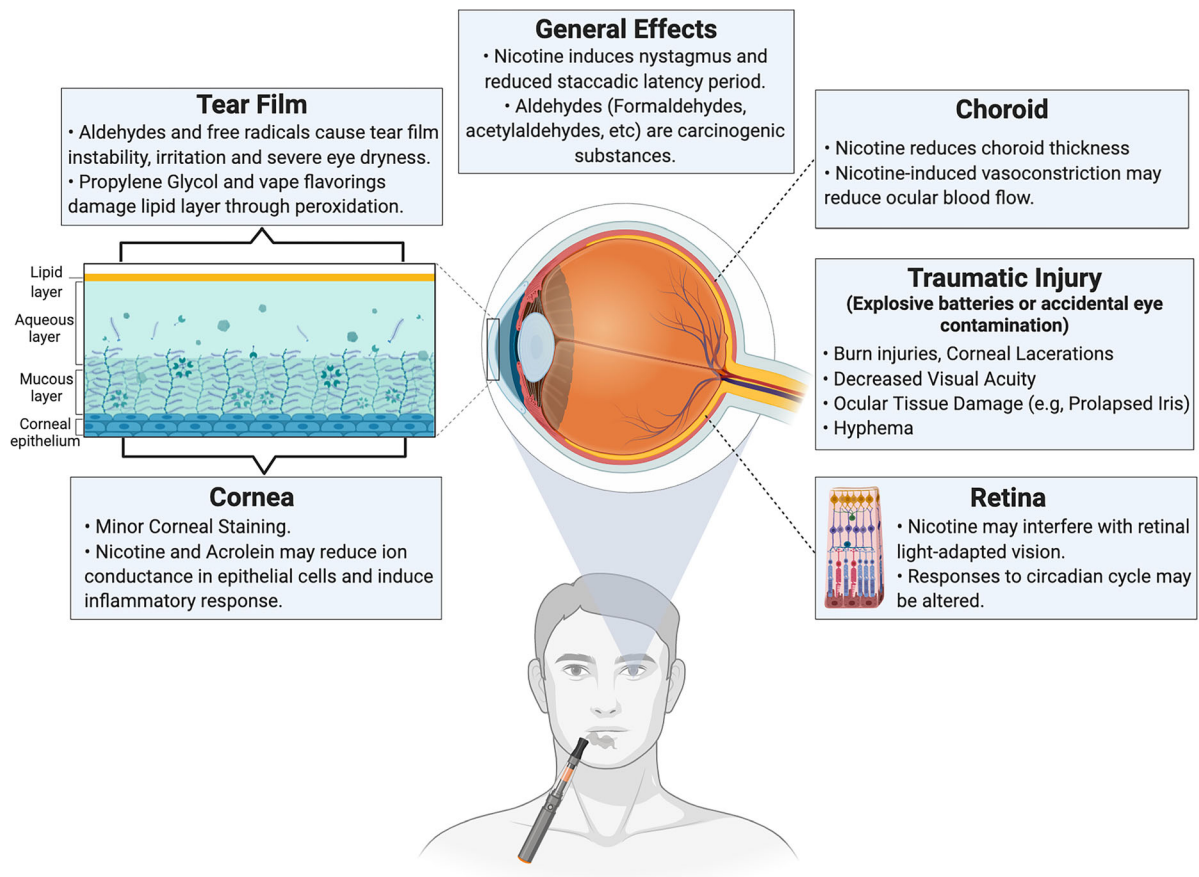 General Effects
• Nicotine induces nystagmus and
reduced staccadic latency period.
• Aldehydes (Formaldehydes,
acetylaldehydes, etc) are carcinogenic
substances.
Tear Film
• Aldehydes and free radicals cause tear film
instability, irritation and severe eye dryness.
• Propylene Glycol and vape flavorings
damage lipid layer through peroxidation.
Choroid
• Nicotine reduces choroid thickness
• Nicotine-induced vasoconstriction may
reduce ocular blood flow.
Lipid
layer
Aqueous
layer
Mucous
layer
Corneal
epithelium
Traumatic Injury
(Explosive batteries or accidental eye
contamination)
• Burn injuries, Corneal Lacerations
• Decreased Visual Acuity
• Ocular Tissue Damage (e.g, Prolapsed Iris)
• Hyphema
Cornea
• Minor Corneal Staining.
• Nicotine and Acrolein may reduce ion
conductance in epithelial cells and induce
inflammatory response.
Retina
• Nicotine may interfere with retinal
light-adapted vision.
• Responses to circadian cycle may
be altered.